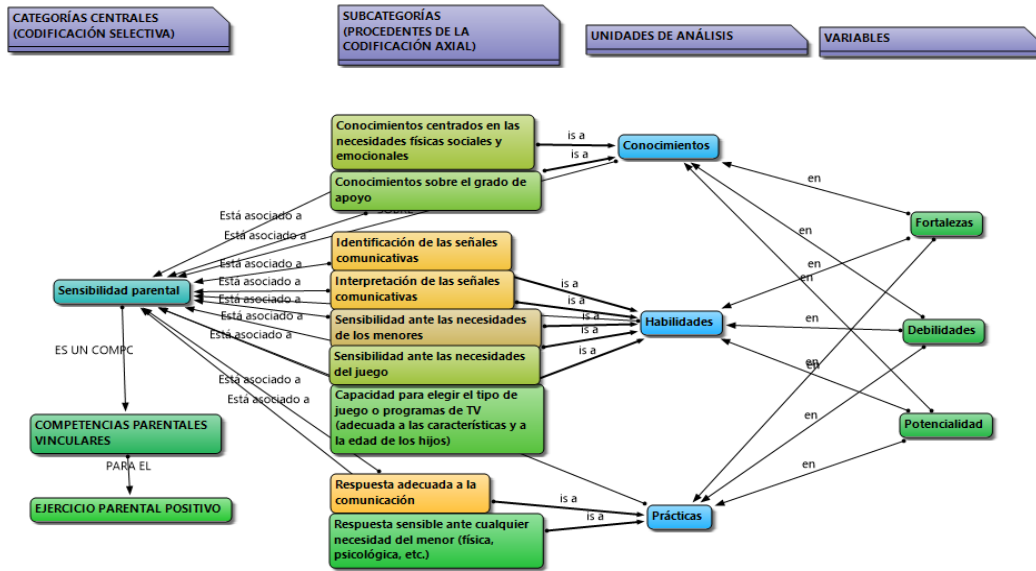 CATEGORÍAS CENTRALES
(CODIFICACIÓN SELECTIVA)
SUBCATEGORÍAS
(PROCEDENTES DE LA
CODIFICACIÓN AXIAL)
UNIDADES DE ANÁLISIS
VARIABLES
Conocimientos centrados en las
necesidades físicas sociales y
emocionales
is a
is a
Conocimientos
Conocimientos sobre el grado de
apoyo
en
Está asociado a
Está asociado a
Fortalezas
en
Identificación de las señales
comunicativas
Está asociado a
en
en
Interpretación de las señales
comunicativas
Está asociado a
is a
Sensibilidad parental
Está asociado a
is a
Sensibilidad ante las necesidades
de los menores
Está asociado a
is a
Habilidades
en
Debilidades
Está asociado a
is a
Sensibilidad ante las necesidades
del juego
is a
ES UN COMPC
en
en
Está asociado a
Está asociado a
Capacidad para elegir el tipo de
juego o programas de TV
(adecuada a las características y a
la edad de los hijos)
en
Potencialidad
COMPETENCIAS PARENTALES
VINCULARES
PARA EL
en
Respuesta adecuada a la
comunicación
is a
EJERCICIO PARENTAL POSITIVO
is a
Prácticas
Respuesta sensible ante cualquier
necesidad del menor (física,
psicológica, etc.)